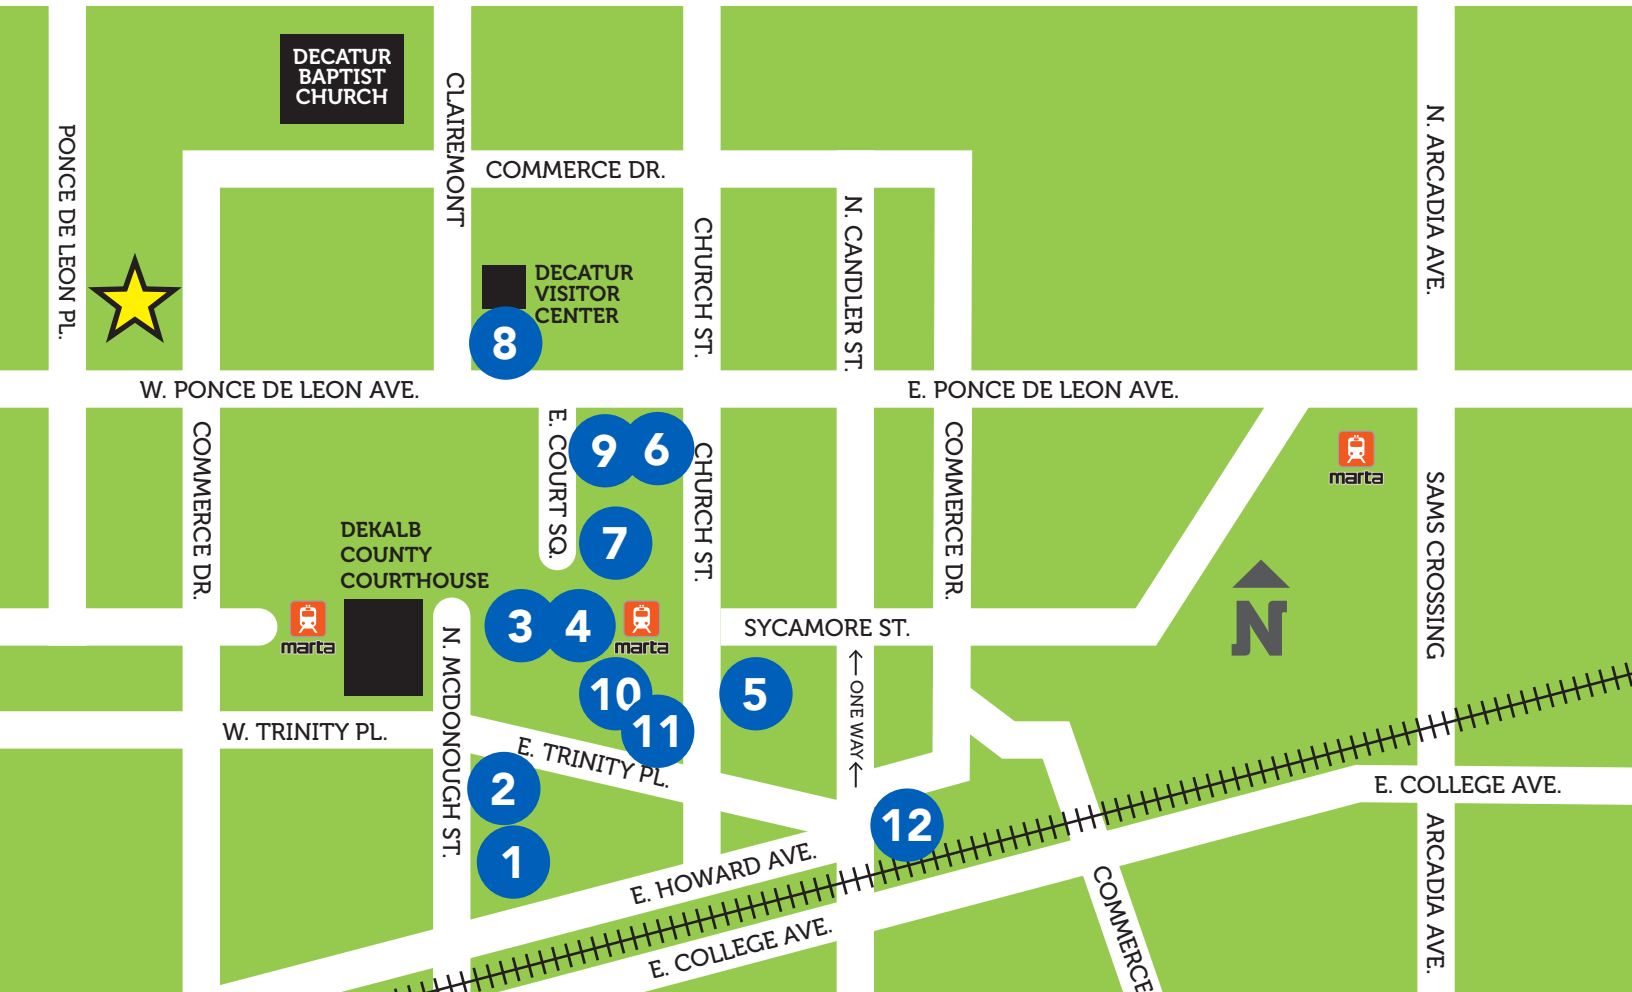 DECATUR
BAPTIST
CHURCH
CLAIREMONT
PONCE DE LEON PL.
COMMERCE DR.
N. ARCADIA AVE.
N. CANDLER ST.
CHURCH ST.
DECATUR
VISITOR
CENTER
8
W. PONCE DE LEON AVE.
E. PONCE DE LEON AVE.
E. COURT SQ.
9
6
COMMERCE DR.
CHURCH ST.
COMMERCE DR.
marta
SAMS CROSSING
7
DEKALB
COUNTY
COURTHOUSE
marta
3
4
marta
SYCAMORE ST.
N
N. MCDONOUGH ST.
10
5
11
ONE WAY
W. TRINITY PL.
E. TRINITY PL.
2
E. COLLEGE AVE.
12
1
E. HOWARD AVE.
ARCADIA AVE.
COMMERCE
E. COLLEGE AVE.